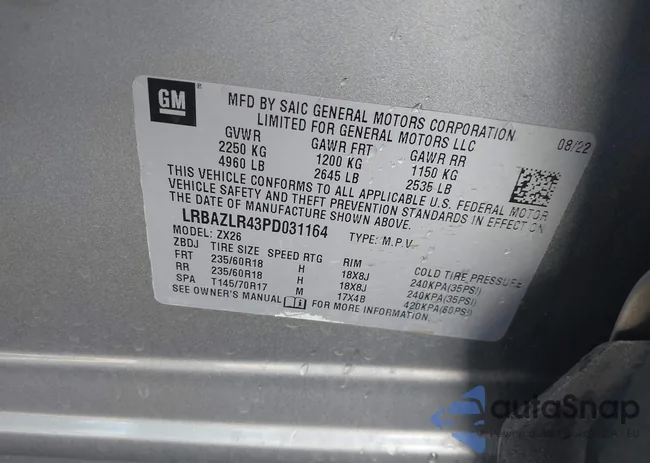 GM
MFD BY SAIC GENERAL MOTORS CORPORATION
LIMITED FOR GENERAL MOTORS LLC
08/22
GVWR GAWR FRT GAWR RR
2250 KG 1200 KG 1150 KG
4960 LB 2645 LB 2536 LB
THIS VEHICLE CONFORMS TO ALL APPLICABLE U.S. FEDERAL MOTOR
VEHICLE SAFETY AND THEFT PREVENTION STANDARDS IN EFFECT ON
THE DATE OF MANUFACTURE SHOWN ABOVE.
LRBAZLR43PD031164
MODEL: ZX26 TYPE: M.P.V.
ZBDJ TIRE SIZE SPEED RTG RIM COLD TIRE PRESSURE
FRT 235/60R18 H 18X8J 240KPA(35PSI)
RR 235/60R18 H 18X8J 240KPA(35PSI)
SPA T145/70R17 M 17X4B 420KPA(60PSI)
SEE OWNER'S MANUAL FOR MORE INFORMATION.
autoSnap